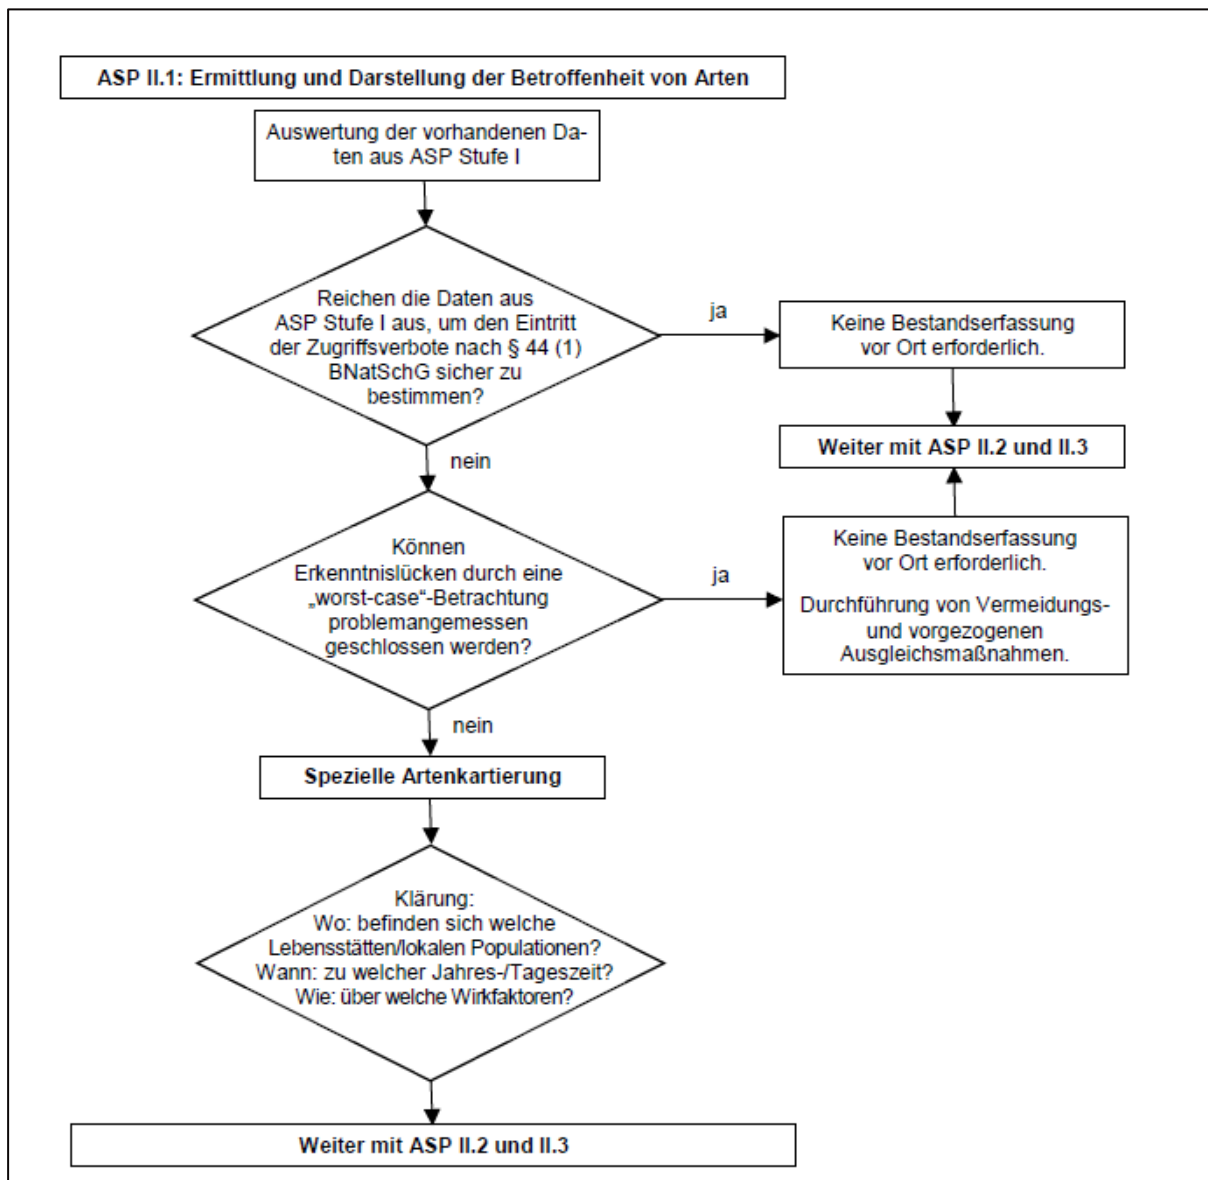 ASP II.1: Ermittlung und Darstellung der Betroffenheit von Arten
Auswertung der vorhandenen Da-
ten aus ASP Stufe I
Reichen die Daten aus
ASP Stufe I aus, um den Eintritt
der Zugriffsverbote nach § 44 (1)
BNatSchG sicher zu
bestimmen?
ja
Keine Bestandserfassung
vor Ort erforderlich.
Weiter mit ASP II.2 und II.3
nein
Können
Erkenntnislücken durch eine
„worst-case“-Betrachtung
problemangemessen
geschlossen werden?
ja
Keine Bestandserfassung
vor Ort erforderlich.
Durchführung von Vermeidungs-
und vorgezogenen
Ausgleichsmaßnahmen.
nein
Spezielle Artenkartierung
Klärung:
Wo: befinden sich welche
Lebensstätten/lokalen Populationen?
Wann: zu welcher Jahres-/Tageszeit?
Wie: über welche Wirkfaktoren?
Weiter mit ASP II.2 und II.3